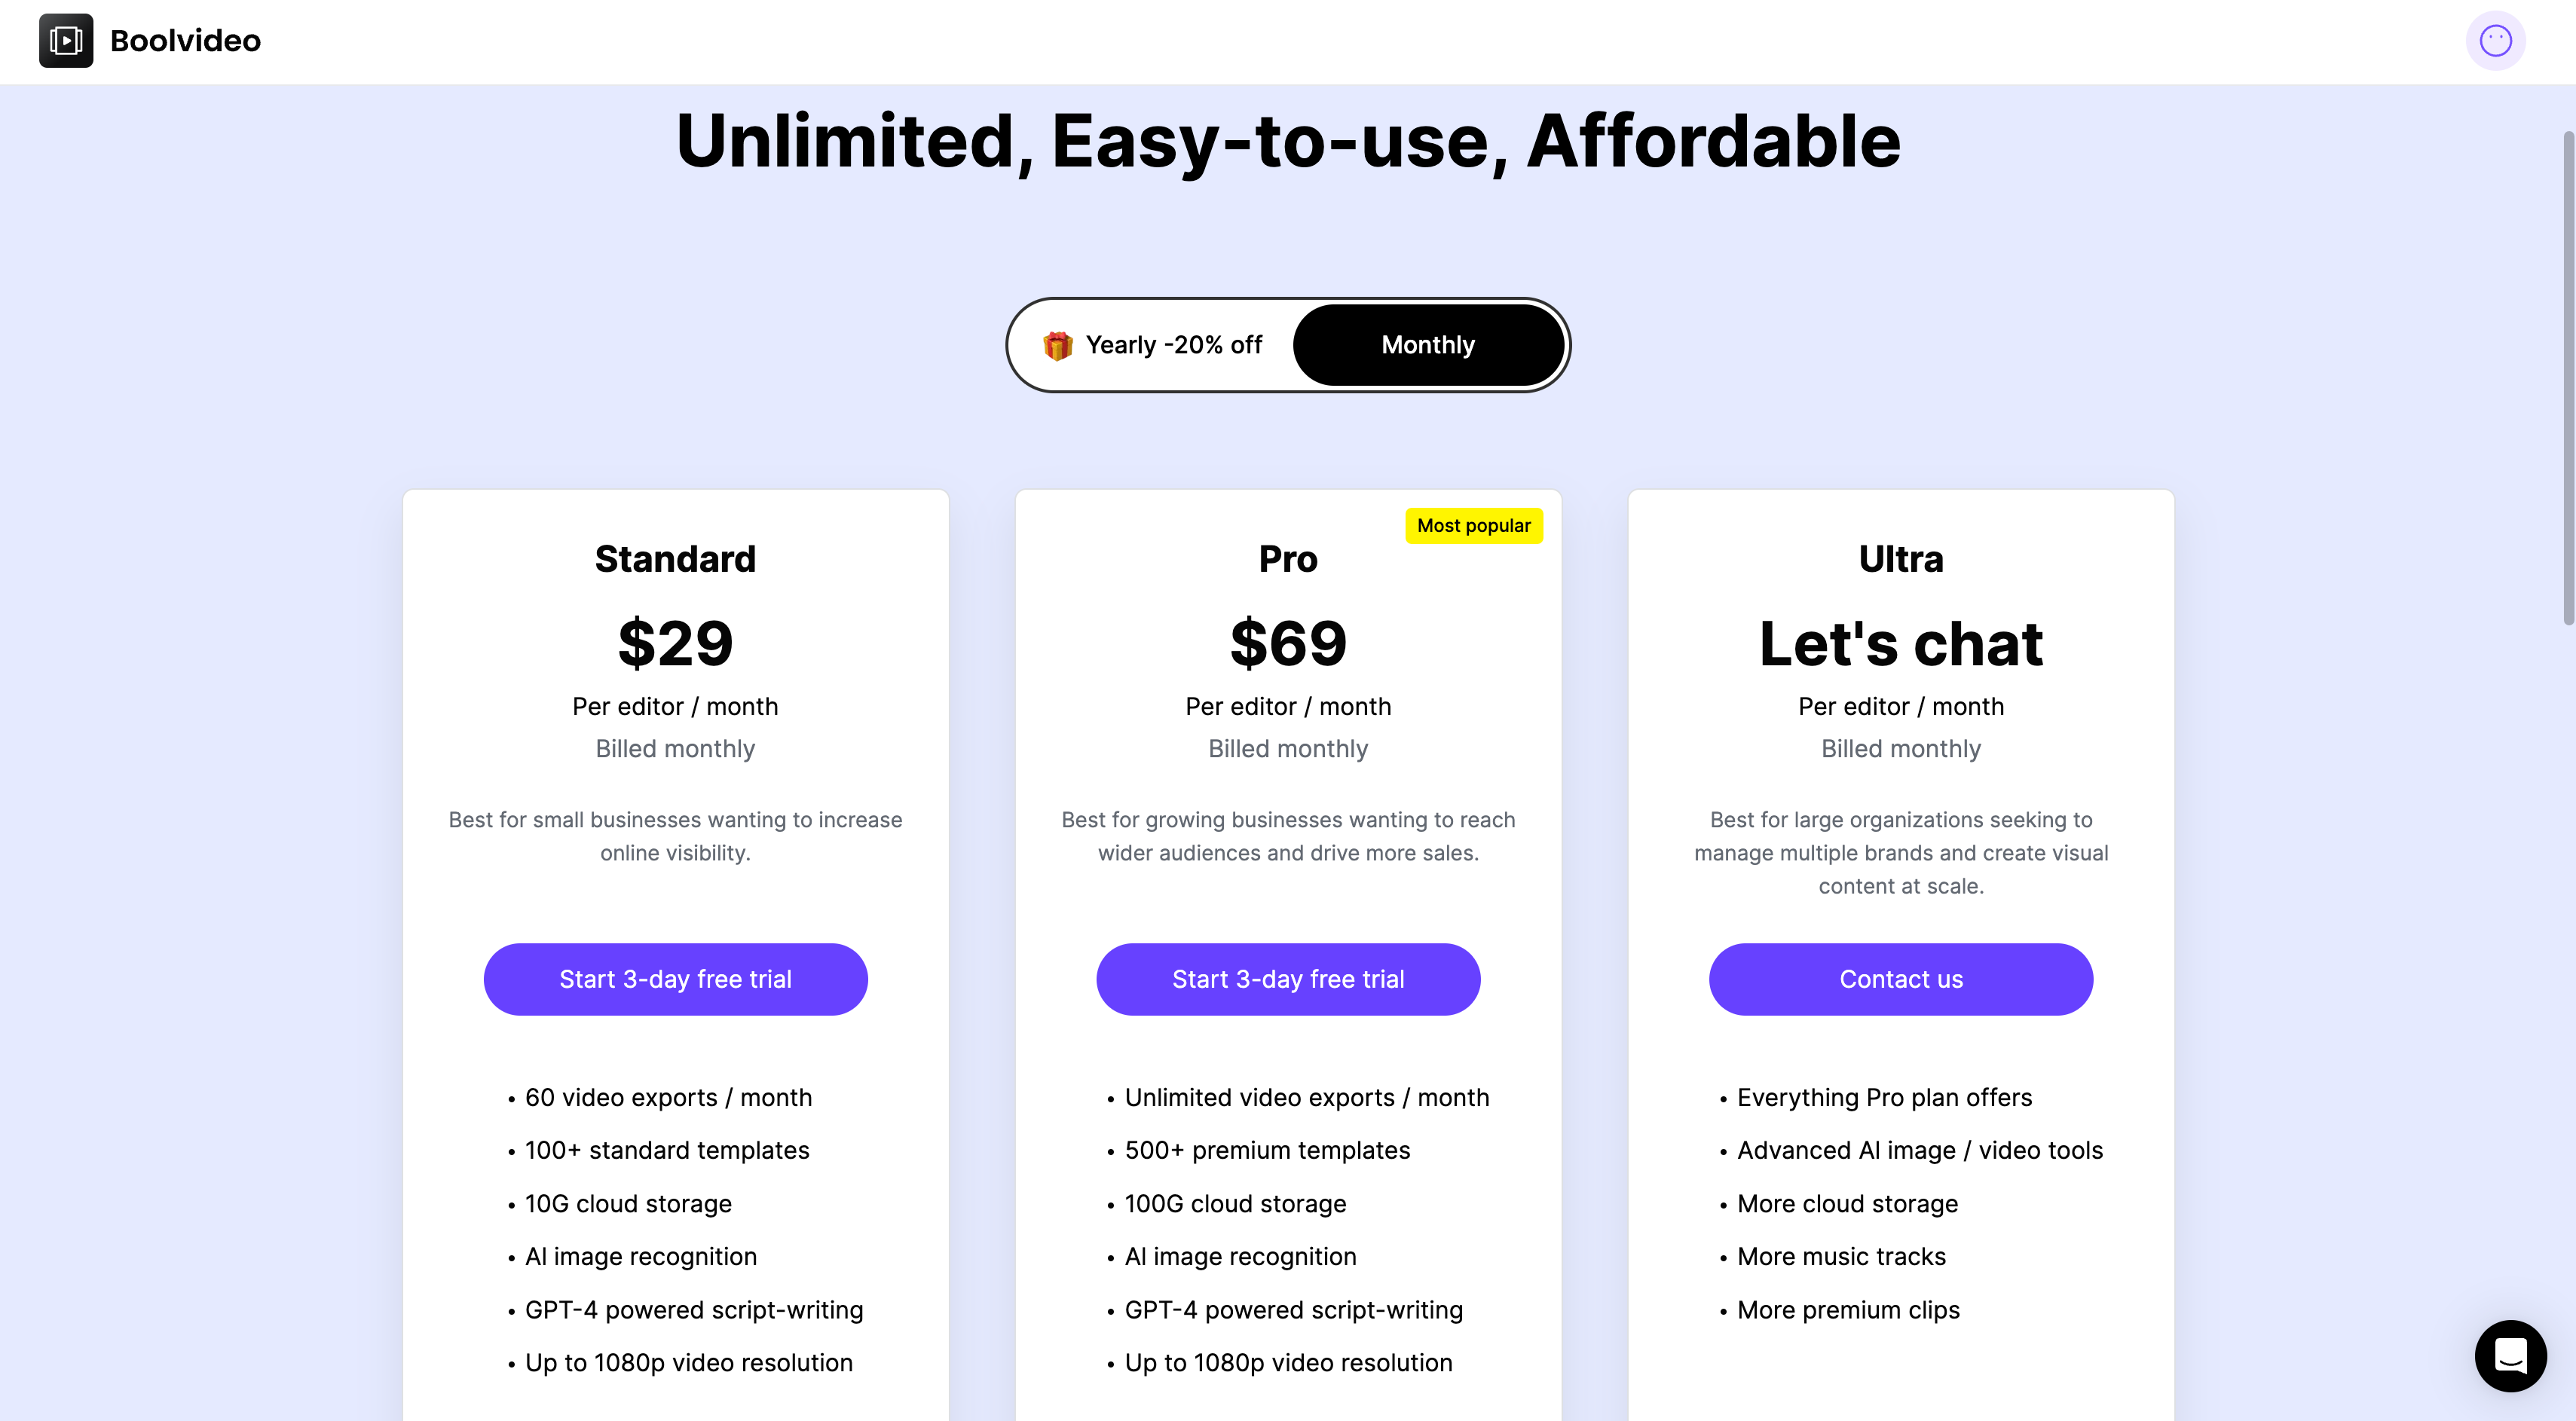 Boolvideo
Unlimited, Easy-to-use, Affordable
Yearly -20% off
Monthly
Standard
$29
Per editor / month
Billed monthly
Best for small businesses wanting to increase
online visibility.
Start 3-day free trial
• 60 video exports / month
• 100+ standard templates
• 10G cloud storage
• AI image recognition
• GPT-4 powered script-writing
• Up to 1080p video resolution
Most popular
Pro
$69
Per editor / month
Billed monthly
Best for growing businesses wanting to reach
wider audiences and drive more sales.
Start 3-day free trial
• Unlimited video exports / month
• 500+ premium templates
• 100G cloud storage
• AI image recognition
• GPT-4 powered script-writing
• Up to 1080p video resolution
Ultra
Let's chat
Per editor / month
Billed monthly
Best for large organizations seeking to
manage multiple brands and create visual
content at scale.
Contact us
• Everything Pro plan offers
• Advanced AI image / video tools
• More cloud storage
• More music tracks
• More premium clips